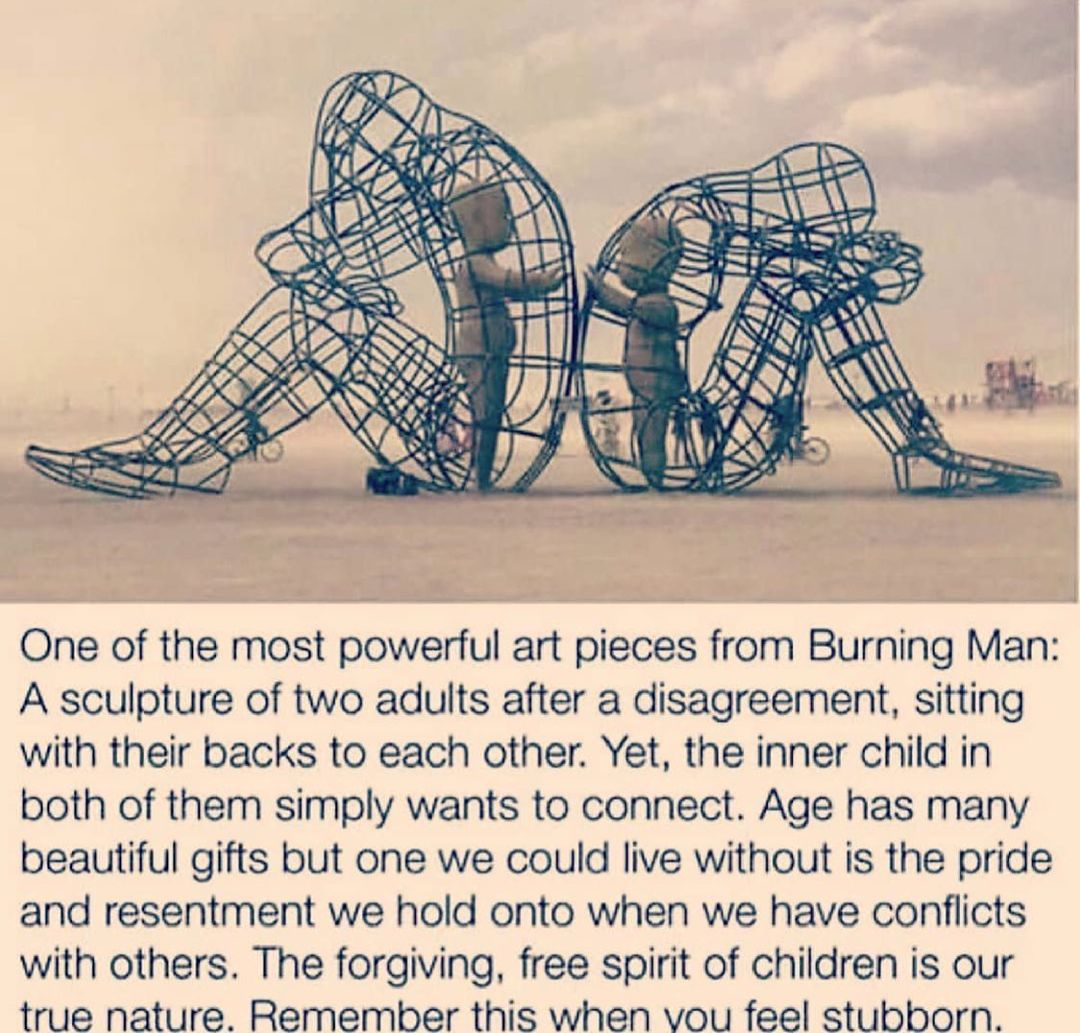 One of the most powerful art pieces from Burning Man:
A sculpture of two adults after a disagreement, sitting
with their backs to each other. Yet, the inner child in
both of them simply wants to connect. Age has many
beautiful gifts but one we could live without is the pride
and resentment we hold onto when we have conflicts
with others. The forgiving, free spirit of children is our
true nature. Remember this when you feel stubborn.